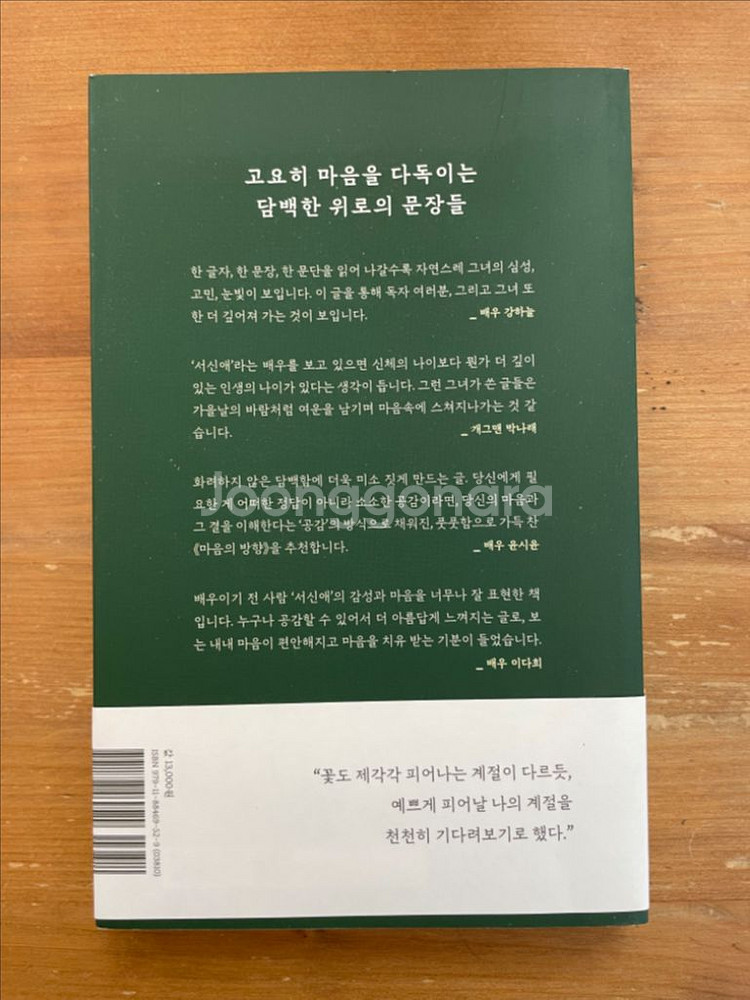 고요히 마음을 다독이는
담백한 위로의 문장들
한 글자, 한 문장, 한 문단을 읽어 나갈수록 자연스레 그녀의 심성,
고민, 눈빛이 보입니다. 이 글을 통해 독자 여러분, 그리고 그녀 또
한 더 깊어져 가는 것이 보입니다.
_ 배우 강하늘
‘서신애’라는 배우를 보고 있으면 신체의 나이보다 뭔가 더 깊이
있는 인생의 나이가 있다는 생각이 듭니다. 그런 그녀가 쓴 글들은
가을날의 바람처럼 여운을 남기며 마음속에 스쳐지나가는 것 같
습니다.
_ 개그맨 박나래
화려하지 않은 담백함에 더욱 미소 짓게 만드는 글. 당신에게 필
요한 게 어떠한 정답이 아니라 소소한 공감이라면, 당신의 마음과
그 결을 이해한다는 ‘공감’의 방식으로 채워진, 풋풋함으로 가득 찬
《마음의 방향》을 추천합니다.
_ 배우 윤시윤
Joonggonara
배우이기 전 사람 ‘서신애’의 감성과 마음을 너무나 잘 표현한 책
입니다. 누구나 공감할 수 있어서 더 아름답게 느껴지는 글로, 보
는 내내 마음이 편안해지고 마음을 치유 받는 기분이 들었습니다.
_ 배우 이다희
“꽃도 제각각 피어나는 계절이 다르듯,
예쁘게 피어날 나의 계절을
천천히 기다려보기로 했다.”
값 13,000원
ISBN 979-11-88469-52-9 (03810)